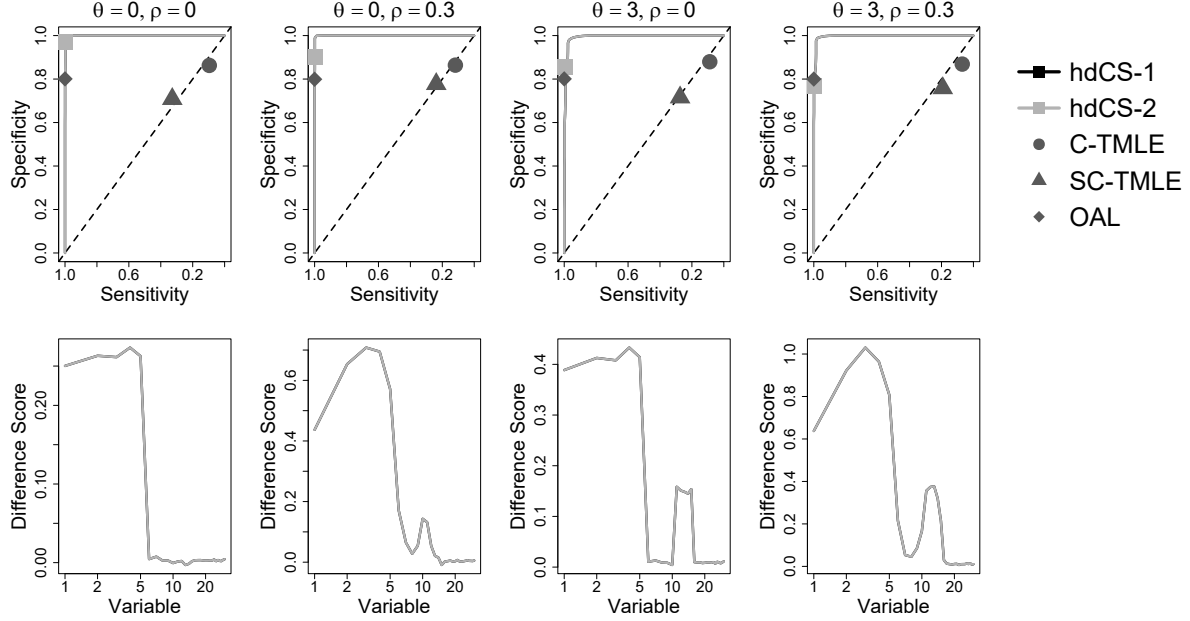 θ = 0, ρ = 0
Specificity
0.0 0.2 0.4 0.6 0.8 1.0
1.0 0.6 0.2
Sensitivity
θ = 0, ρ = 0.3
Specificity
0.0 0.2 0.4 0.6 0.8 1.0
1.0 0.6 0.2
Sensitivity
θ = 3, ρ = 0
Specificity
0.0 0.2 0.4 0.6 0.8 1.0
1.0 0.6 0.2
Sensitivity
θ = 3, ρ = 0.3
Specificity
0.0 0.2 0.4 0.6 0.8 1.0
1.0 0.6 0.2
Sensitivity
hdCS-1
hdCS-2
C-TMLE
SC-TMLE
OAL
Difference Score
0.00 0.10 0.20
1 2 5 10 20
Variable
Difference Score
0.0 0.2 0.4 0.6
1 2 5 10 20
Variable
Difference Score
0.0 0.1 0.2 0.3 0.4
1 2 5 10 20
Variable
Difference Score
0.0 0.2 0.4 0.6 0.8 1.0
1 2 5 10 20
Variable